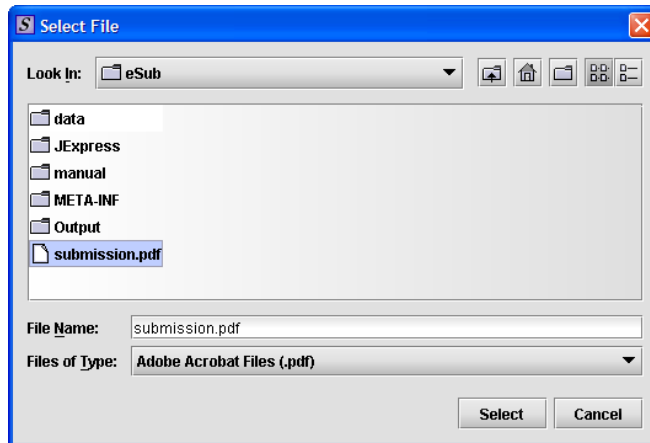 S Select File
Look In: eSub
data
JExpress
manual
META-INF
Output
submission.pdf
File Name: submission.pdf
Files of Type: Adobe Acrobat Files (.pdf)
Select Cancel